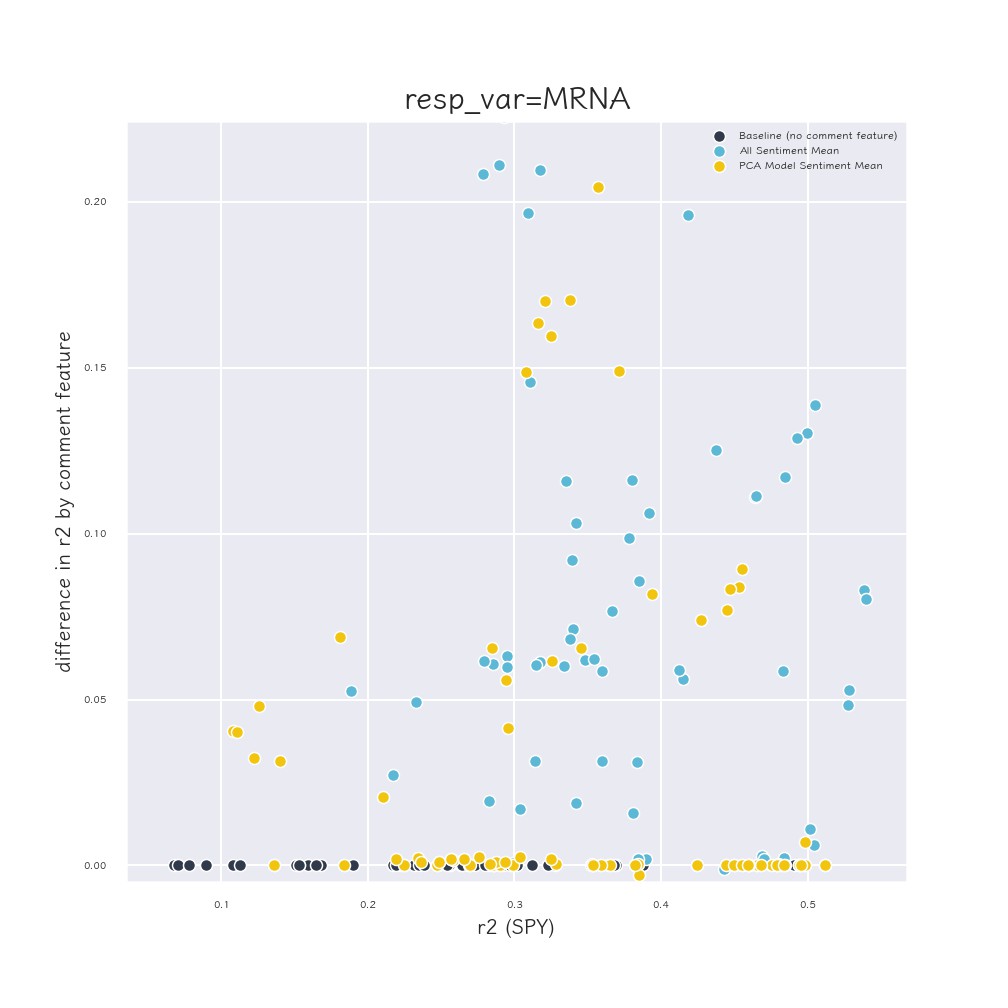 resp_var=MRNA
Baseline (no comment feature)
All Sentiment Mean
PCA Model Sentiment Mean
difference in r2 by comment feature
0.20
0.15
0.10
0.05
0.00
0.1
0.2
0.3
0.4
0.5
r2 (SPY)